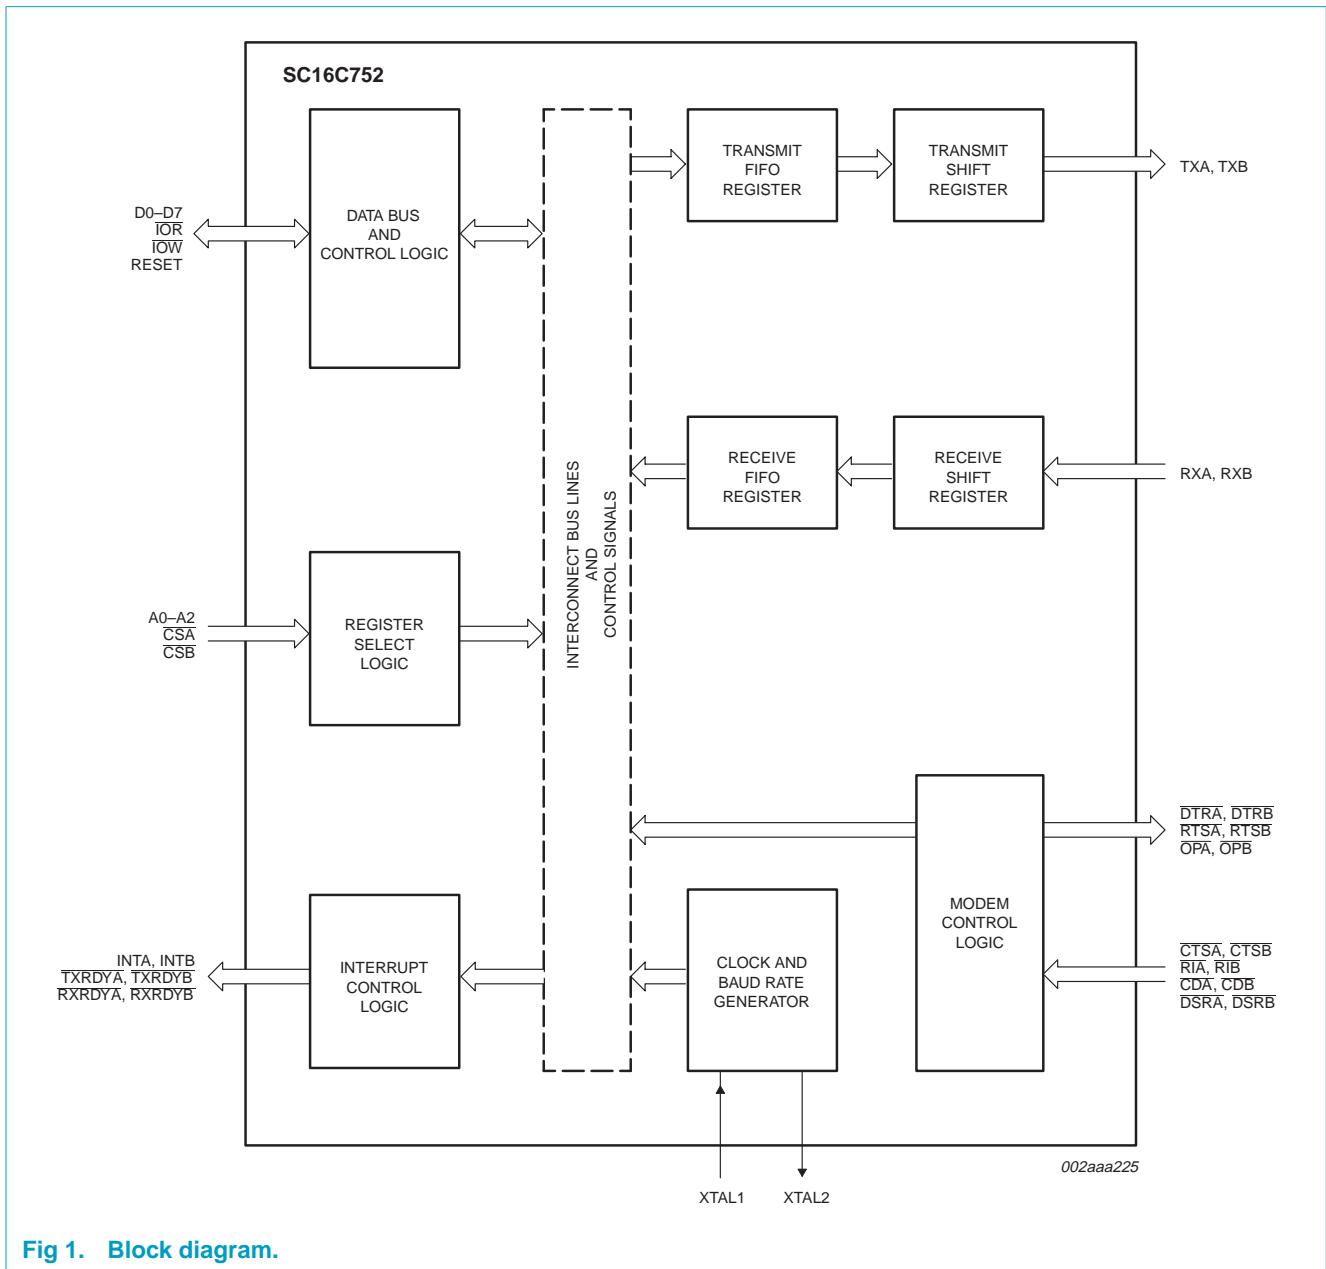 SC16C752
D0–D7
IOR
IOW
RESET
DATA BUS
AND
CONTROL LOGIC
TRANSMIT
FIFO
REGISTER
TRANSMIT
SHIFT
REGISTER
TXA, TXB
INTERCONNECT BUS LINES
AND
CONTROL SIGNALS
RECEIVE
FIFO
REGISTER
RECEIVE
SHIFT
REGISTER
RXA, RXB
A0–A2
CSA
CSB
REGISTER
SELECT
LOGIC
DTRA, DTRB
RTSA, RTSB
OPA, OPB
MODEM
CONTROL
LOGIC
CTSA, CTSB
RIA, RIB
CDA, CDB
DSRA, DSRB
INTA, INTB
TXRDYA, TXRDYB
RXRDYA, RXRDYB
INTERRUPT
CONTROL
LOGIC
CLOCK AND
BAUD RATE
GENERATOR
XTAL1
XTAL2
002aaa225
Fig 1. Block diagram.